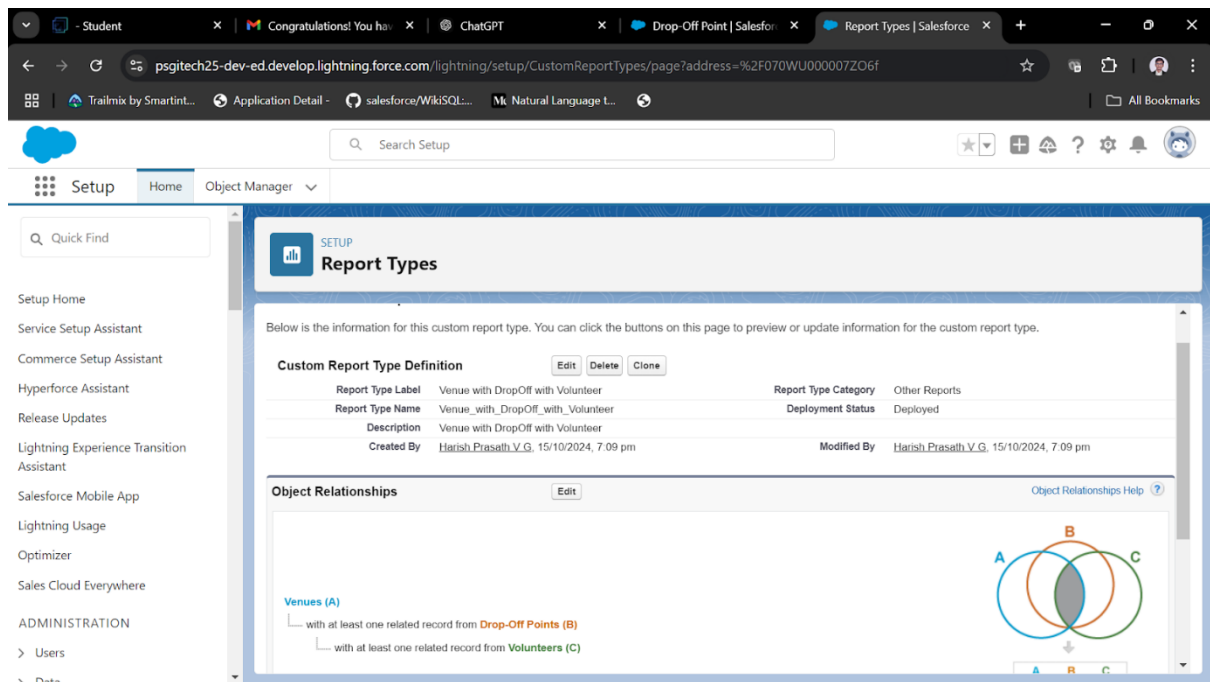 - Student
Congratulations! You hav
ChatGPT
Drop-Off Point | Salesfor
Report Types | Salesforce
psgitech25-dev-ed.develop.lightning.force.com/lightning/setup/CustomReportTypes/page?address=%2F070WU000007ZO6f
Trailmix by Smartint...
Application Detail -
salesforce/WikiSQL:...
Natural Language t...
All Bookmarks
Search Setup
Setup
Home
Object Manager
Quick Find
SETUP
Report Types
Setup Home
Service Setup Assistant
Commerce Setup Assistant
Hyperforce Assistant
Release Updates
Lightning Experience Transition
Assistant
Salesforce Mobile App
Lightning Usage
Optimizer
Sales Cloud Everywhere
ADMINISTRATION
> Users
> Data
Below is the information for this custom report type. You can click the buttons on this page to preview or update information for the custom report type.
Custom Report Type Definition Edit Delete Clone
Report Type Label Venue with DropOff with Volunteer Report Type Category Other Reports
Report Type Name Venue_with_DropOff_with_Volunteer Deployment Status Deployed
Description Venue with DropOff with Volunteer
Created By Harish Prasath V G, 15/10/2024, 7:09 pm Modified By Harish Prasath V G, 15/10/2024, 7:09 pm
Object Relationships Edit Object Relationships Help ?
B
A C
Venues (A)
with at least one related record from Drop-Off Points (B)
with at least one related record from Volunteers (C)
A B C